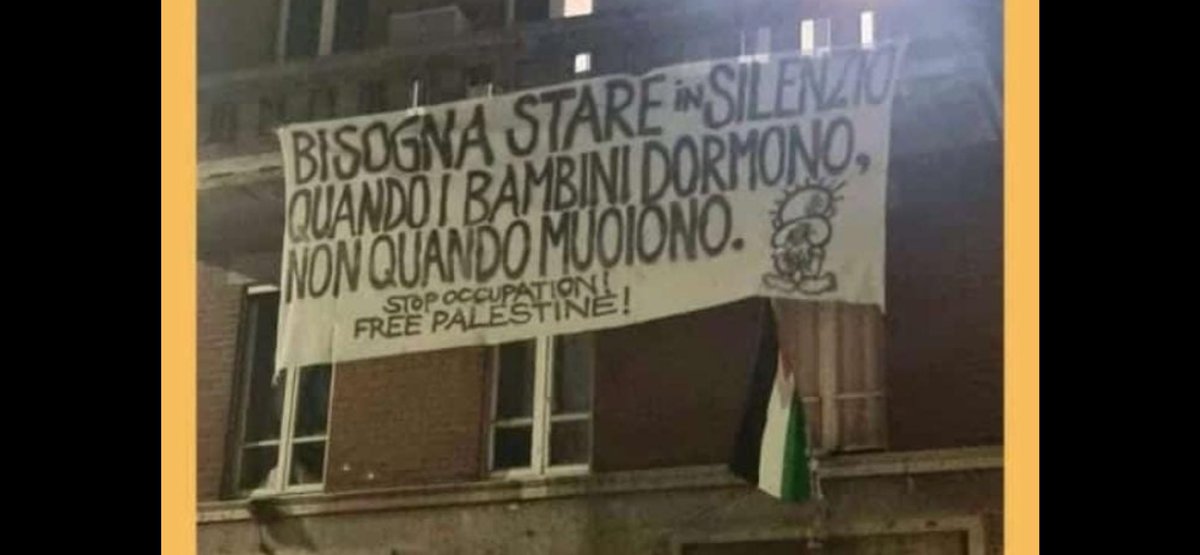 BISOGNA STARE IN SILENZIO
QUANDO I BAMBINI DORMONO,
NON QUANDO MUOIONO.
STOP OCCUPATION!
FREE PALESTINE!